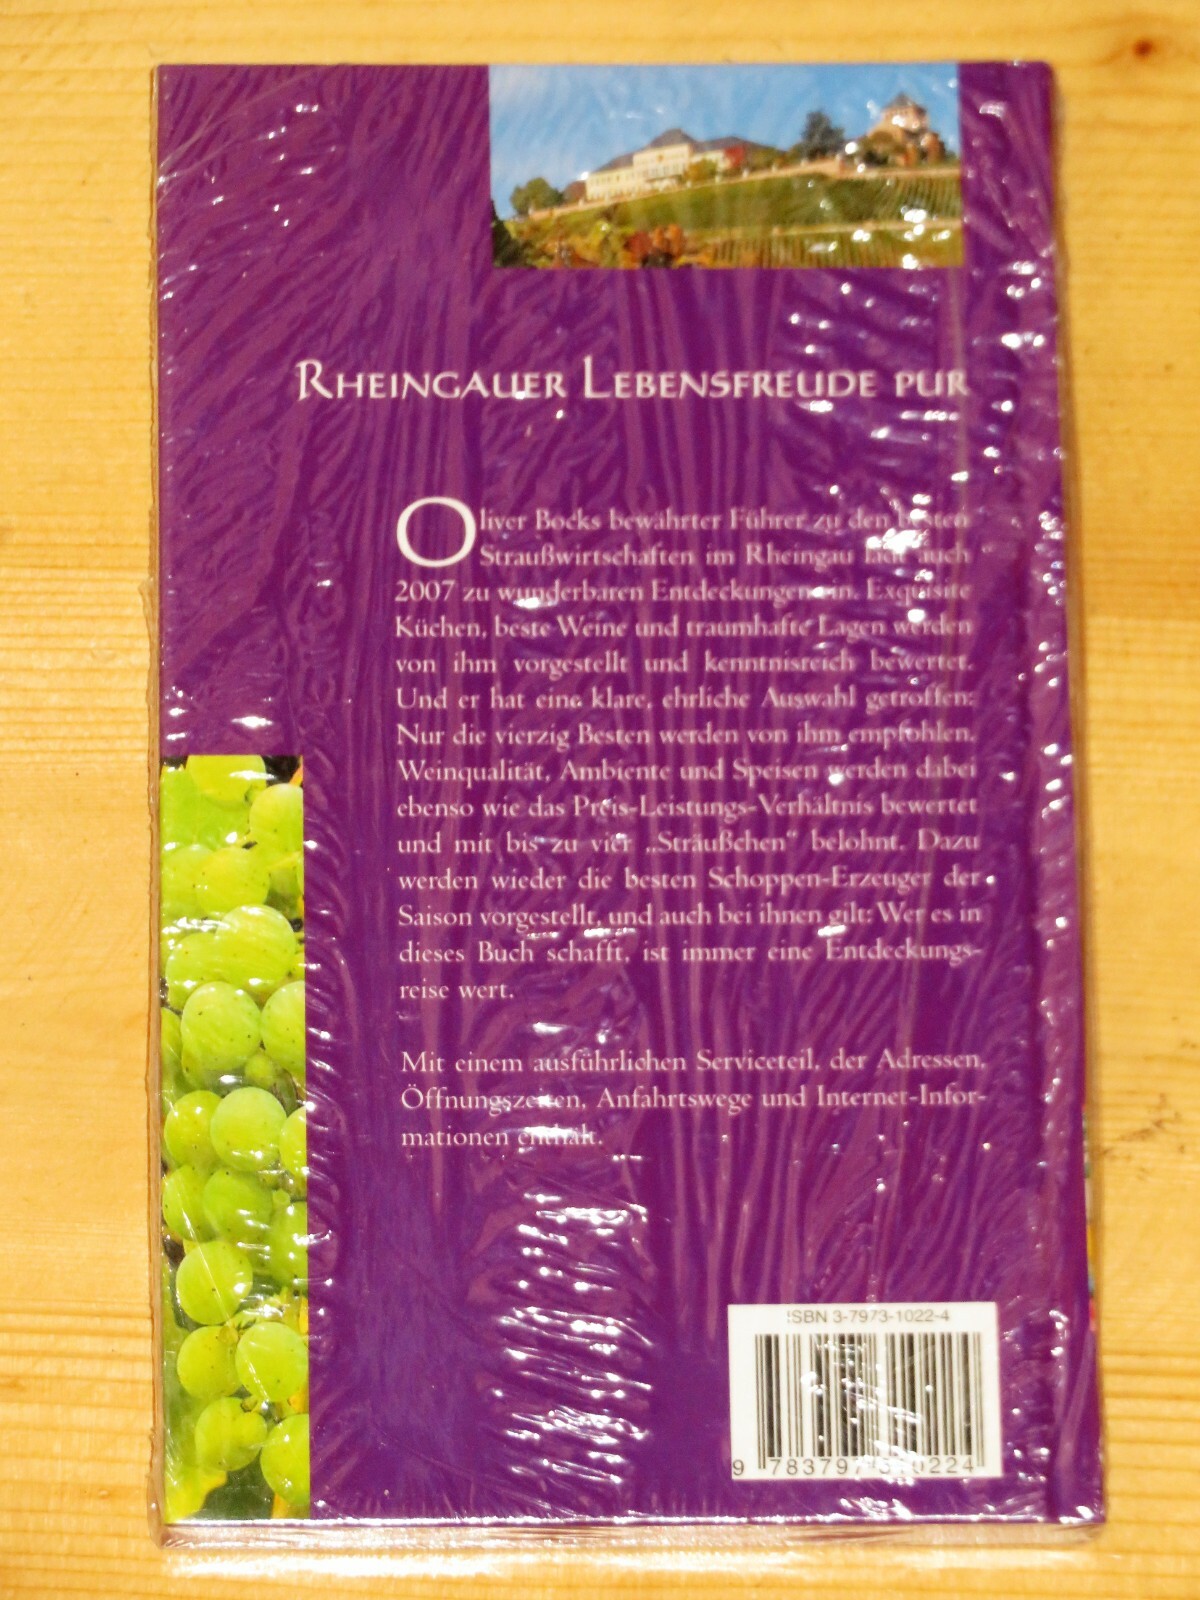 Rheingauer Lebensfreude pur
Oliver Bocks bewährter Führer zu den besten
Straußwirtschaften im Rheingau lädt auch
2007 zu wunderbaren Entdeckungen ein. Exquisite
Küchen, beste Weine und traumhafte Lagen werden
von ihm vorgestellt und kenntnisreich bewertet.
Und er hat eine klare, ehrliche Auswahl getroffen:
Nur die vierzig Besten werden von ihm empfohlen.
Weinqualität, Ambiente und Speisen werden dabei
ebenso wie das Preis-Leistungs-Verhältnis bewertet
und mit bis zu vier „Sträußchen“ belohnt. Dazu
werden wieder die besten Schoppen-Erzeuger der
Saison vorgestellt, und auch bei ihnen gilt: Wer es in
dieses Buch schafft, ist immer eine Entdeckungs-
reise wert.
Mit einem ausführlichen Serviceteil, der Adressen,
Öffnungszeiten, Anfahrtswege und Internet-Infor-
mationen enthält.
ISBN 3-7973-1022-4
9 783797 310224